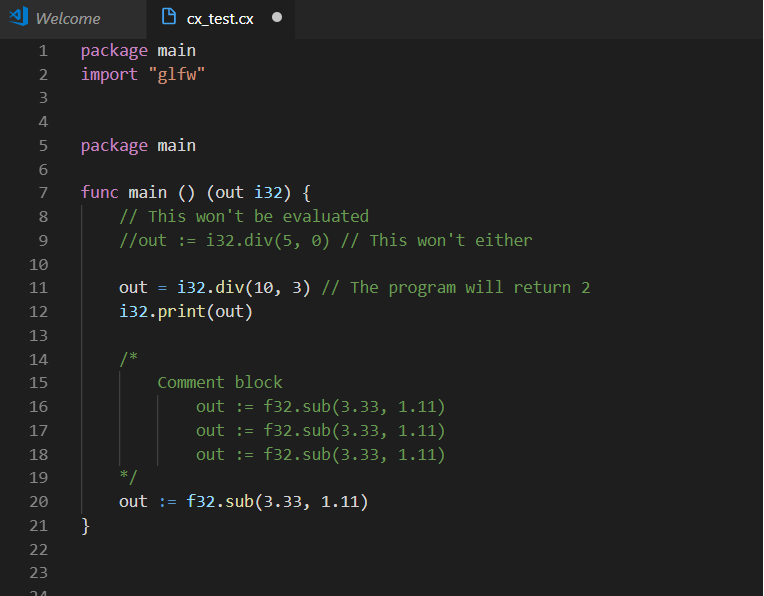 Welcome cx_test.cx
1 package main
2 import "glfw"
3
4
5 package main
6
7 func main () (out i32) {
8 // This won't be evaluated
9 //out := i32.div(5, 0) // This won't either
10
11 out = i32.div(10, 3) // The program will return 2
12 i32.print(out)
13
14 /*
15 Comment block
16 out := f32.sub(3.33, 1.11)
17 out := f32.sub(3.33, 1.11)
18 out := f32.sub(3.33, 1.11)
19 */
20 out := f32.sub(3.33, 1.11)
21 }
22
23
24